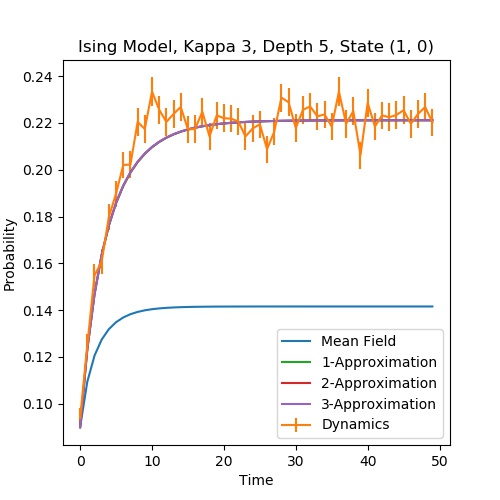 Ising Model, Kappa 3, Depth 5, State (1, 0)
0.24
0.22
0.20
0.18
0.16
0.14
0.12
0.10
Probability
0
10
20
30
40
50
Time
Mean Field
1-Approximation
2-Approximation
3-Approximation
Dynamics